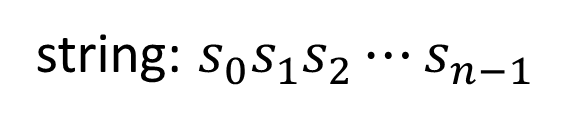 string: s₀s₁s₂ ⋯ sₙ₋₁